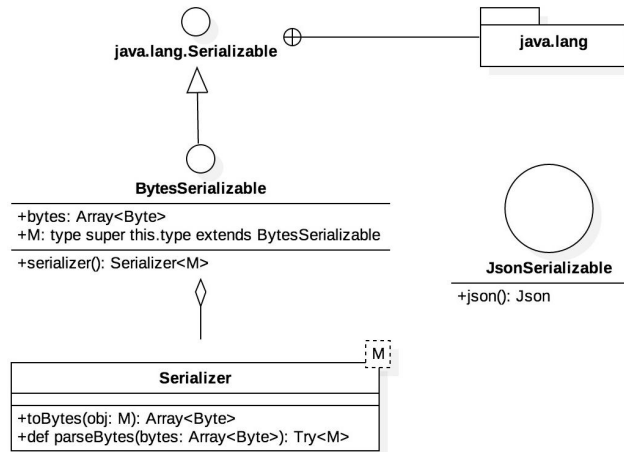 java.lang.Serializable
java.lang
BytesSerializable
+bytes: Array<Byte>
+M: type super this.type extends BytesSerializable
+serializer(): Serializer<M>
JsonSerializable
+json(): Json
M
Serializer
+toBytes(obj: M): Array<Byte>
+def parseBytes(bytes: Array<Byte>): Try<M>